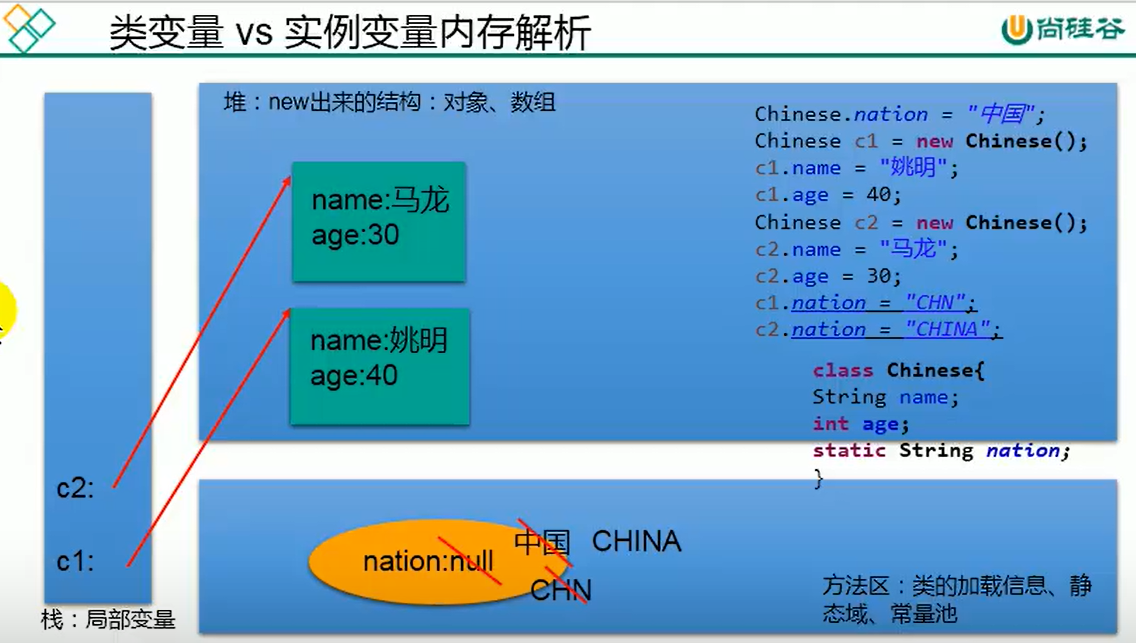 类变量 vs 实例变量内存解析
尚硅谷
堆：new出来的结构：对象、数组
name:马龙
age:30
name:姚明
age:40
Chinese.nation = "中国";
Chinese c1 = new Chinese();
c1.name = "姚明";
c1.age = 40;
Chinese c2 = new Chinese();
c2.name = "马龙";
c2.age = 30;
c1.nation = "CHN";
c2.nation = "CHINA";
class Chinese{
String name;
int age;
static String nation;
}
c2:
c1:
栈：局部变量
nation:null
中国 CHINA
CHN
方法区：类的加载信息、静
态域、常量池